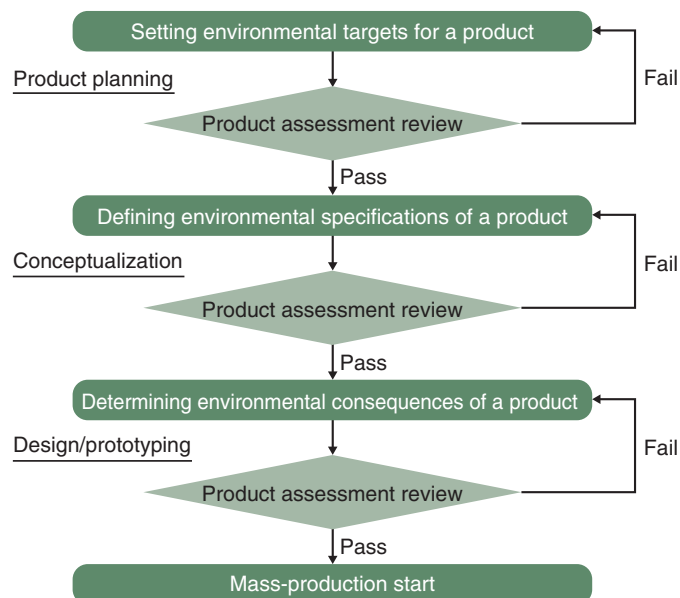 Setting environmental targets for a product
Product planning
Fail
Product assessment review
Pass
Defining environmental specifications of a product
Conceptualization
Fail
Product assessment review
Pass
Determining environmental consequences of a product
Design/prototyping
Fail
Product assessment review
Pass
Mass-production start